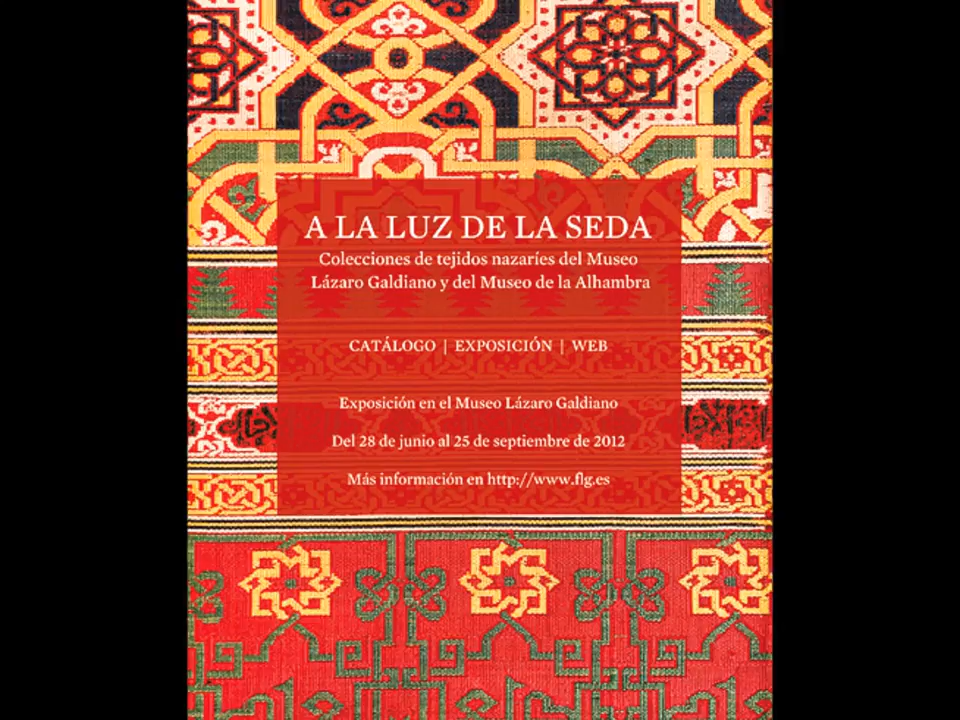 A LA LUZ DE LA SEDA
Colecciones de tejidos nazaríes del Museo
Lázaro Galdiano y del Museo de la Alhambra
CATÁLOGO | EXPOSICIÓN | WEB
Exposición en el Museo Lázaro Galdiano
Del 28 de junio al 25 de septiembre de 2012
Más información en http://www.flg.es